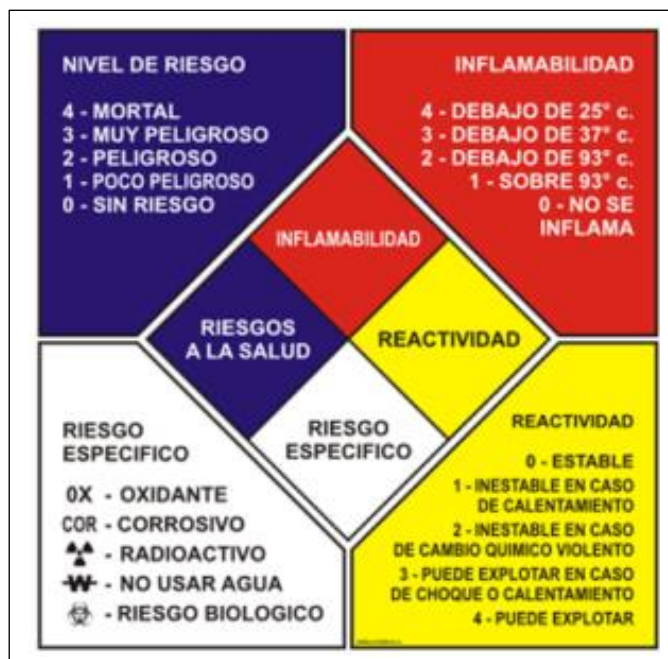 NIVEL DE RIESGO
4 - MORTAL
3 - MUY PELIGROSO
2 - PELIGROSO
1 - POCO PELIGROSO
0 - SIN RIESGO
INFLAMABILIDAD
4 - DEBAJO DE 25° c.
3 - DEBAJO DE 37° c.
2 - DEBAJO DE 93° c.
1 - SOBRE 93° c.
0 - NO SE
INFLAMA
INFLAMABILIDAD
RIESGOS
A LA SALUD
REACTIVIDAD
RIESGO
ESPECIFICO
RIESGO
ESPECIFICO
0X - OXIDANTE
COR - CORROSIVO
- RADIOACTIVO
W - NO USAR AGUA
- RIESGO BIOLOGICO
REACTIVIDAD
0 - ESTABLE
1 - INESTABLE EN CASO
DE CALENTAMIENTO
2 - INESTABLE EN CASO
DE CAMBIO QUIMICO VIOLENTO
3 - PUEDE EXPLOTAR EN CASO
DE CHOQUE O CALENTAMIENTO
4 - PUEDE EXPLOTAR